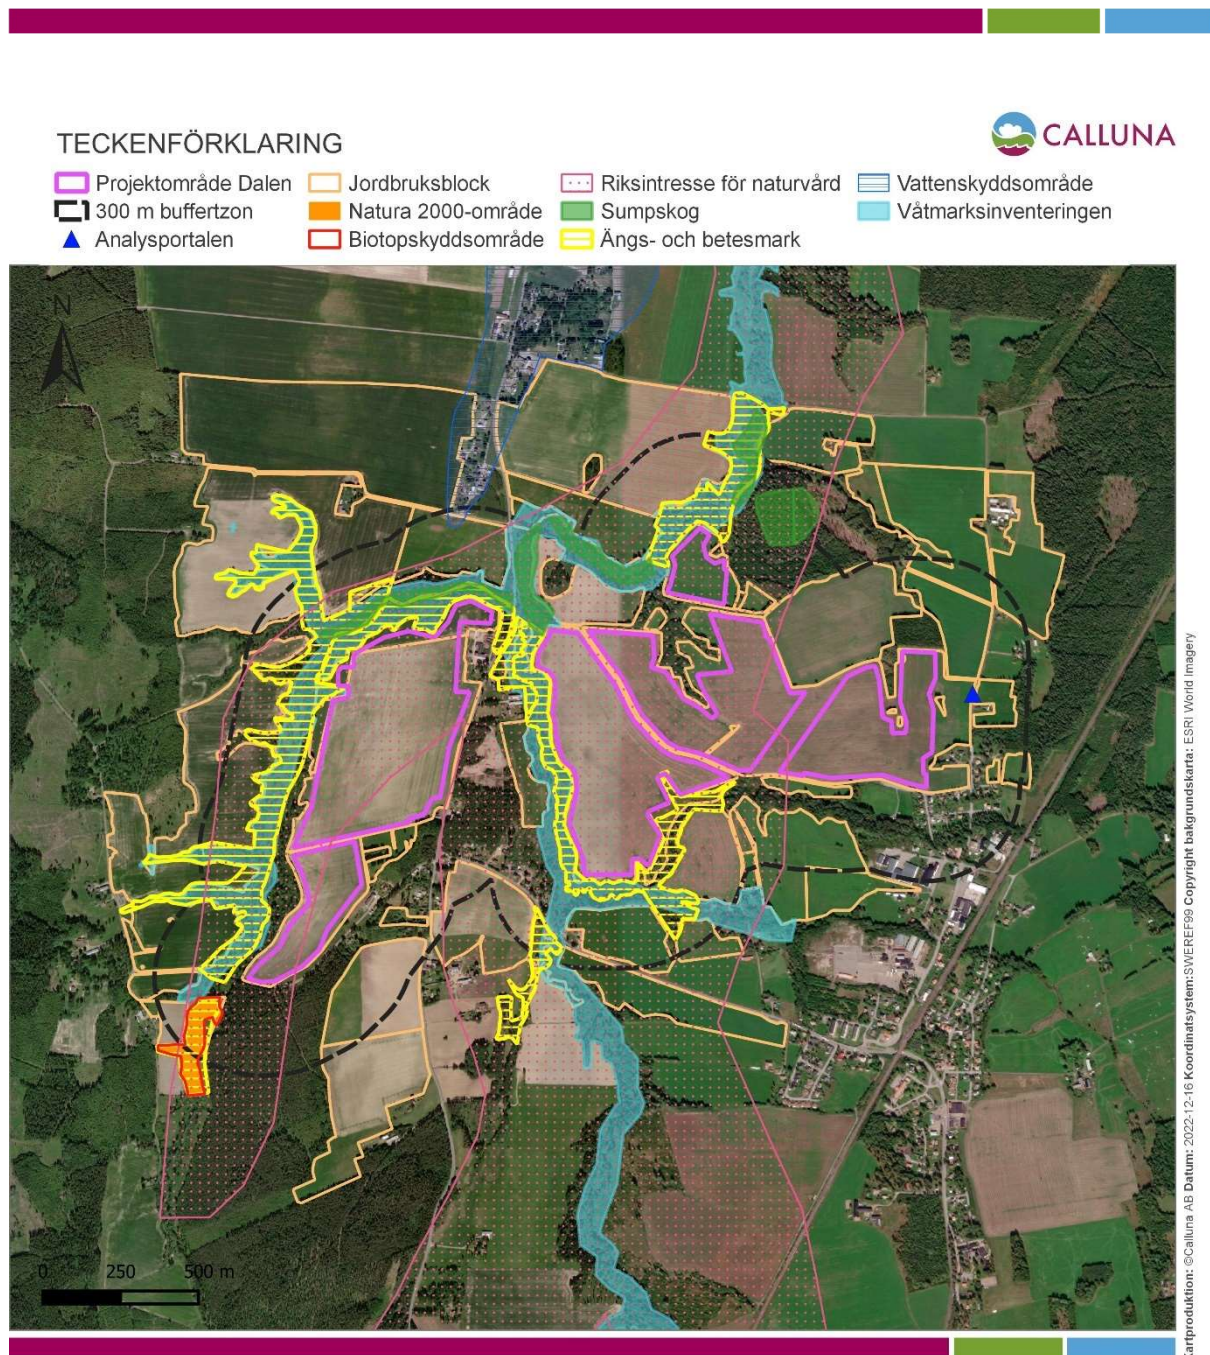 CALLUNA
TECKENFÖRKLARING
Projektområde Dalen
Jordbruksblock
Riksintresse för naturvård
Vattenskyddsområde
300 m buffertzon
Natura 2000-område
Sumpskog
Våtmarksinventeringen
Analysportalen
Biotopskyddsområde
Ängs- och betesmark
N
0 250 500 m
Kartproduktion: ©Calluna AB Datum: 2022-12-16 Koordinatsystem:SWEREF99 Copyright bakgrundskarta: ESRI World Imagery